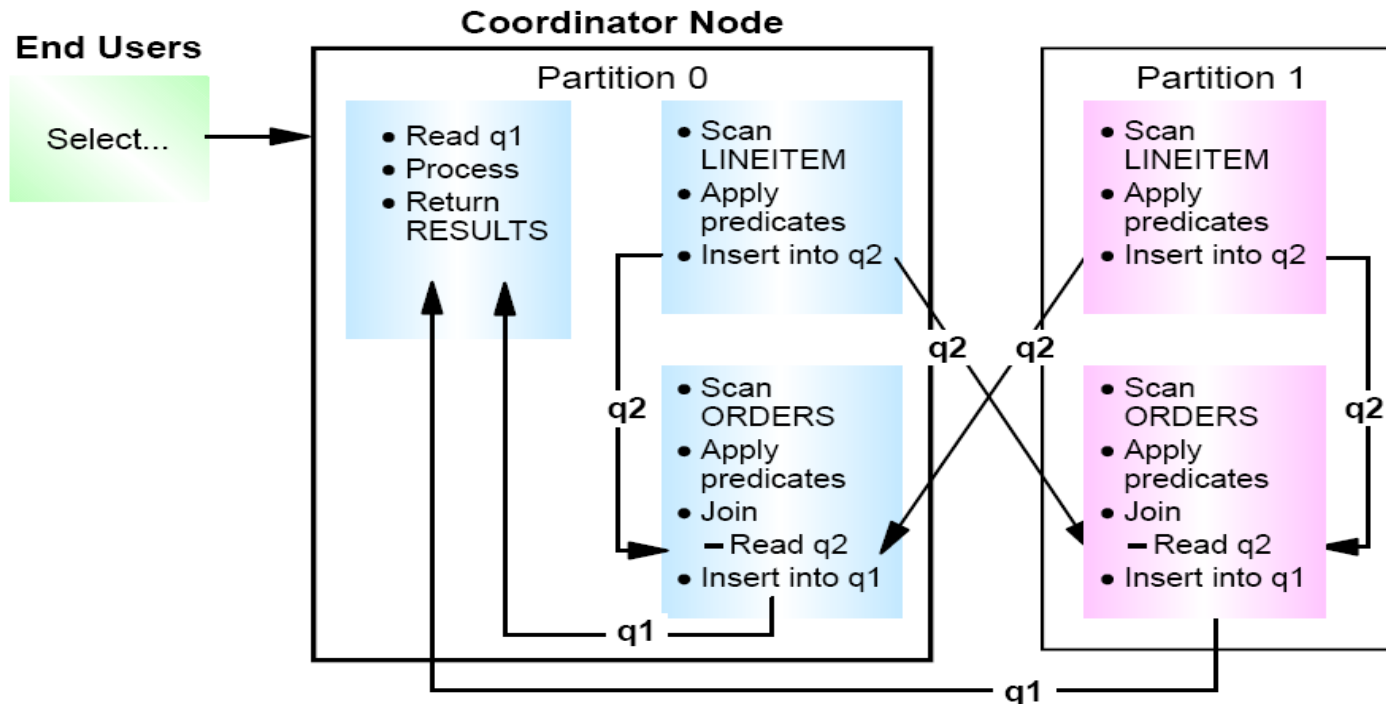 Coordinator Node
End Users
Select...
Partition 0
• Read q1
• Process
• Return
RESULTS
• Scan
LINEITEM
• Apply
predicates
• Insert into q2
q2
• Scan
ORDERS
• Apply
predicates
• Join
– Read q2
• Insert into q1
q1
q2
q2
Partition 1
• Scan
LINEITEM
• Apply
predicates
• Insert into q2
q2
• Scan
ORDERS
• Apply
predicates
• Join
– Read q2
• Insert into q1
q1